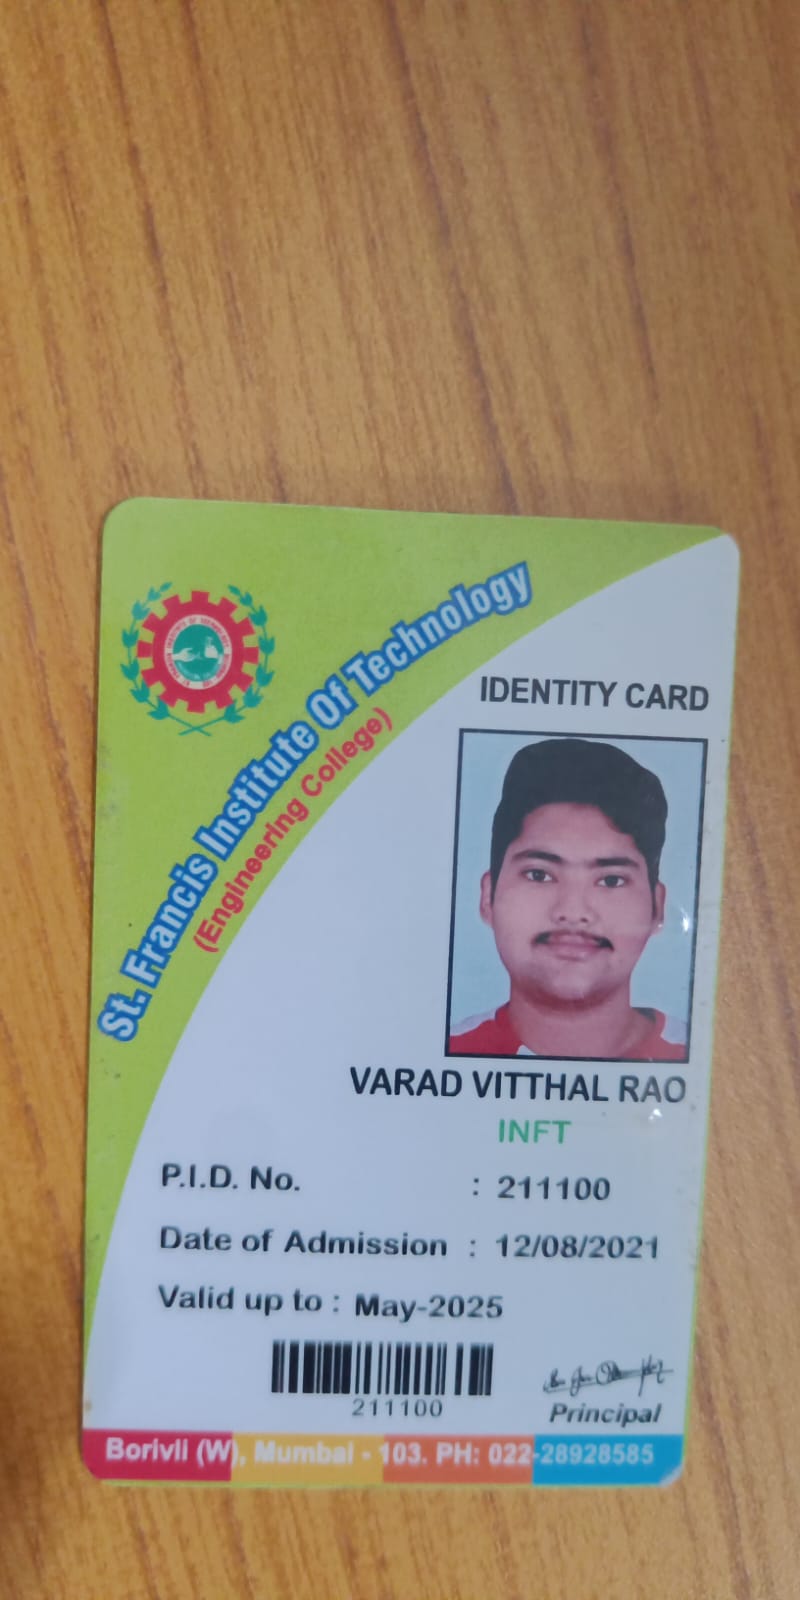 St. Francis Institute Of Technology
(Engineering College)
IDENTITY CARD
VARAD VITTHAL RAO
INFT
P.I.D. No. : 211100
Date of Admission : 12/08/2021
Valid up to : May-2025
211100
Principal
Borivli (W), Mumbai - 103. PH: 022-28928585